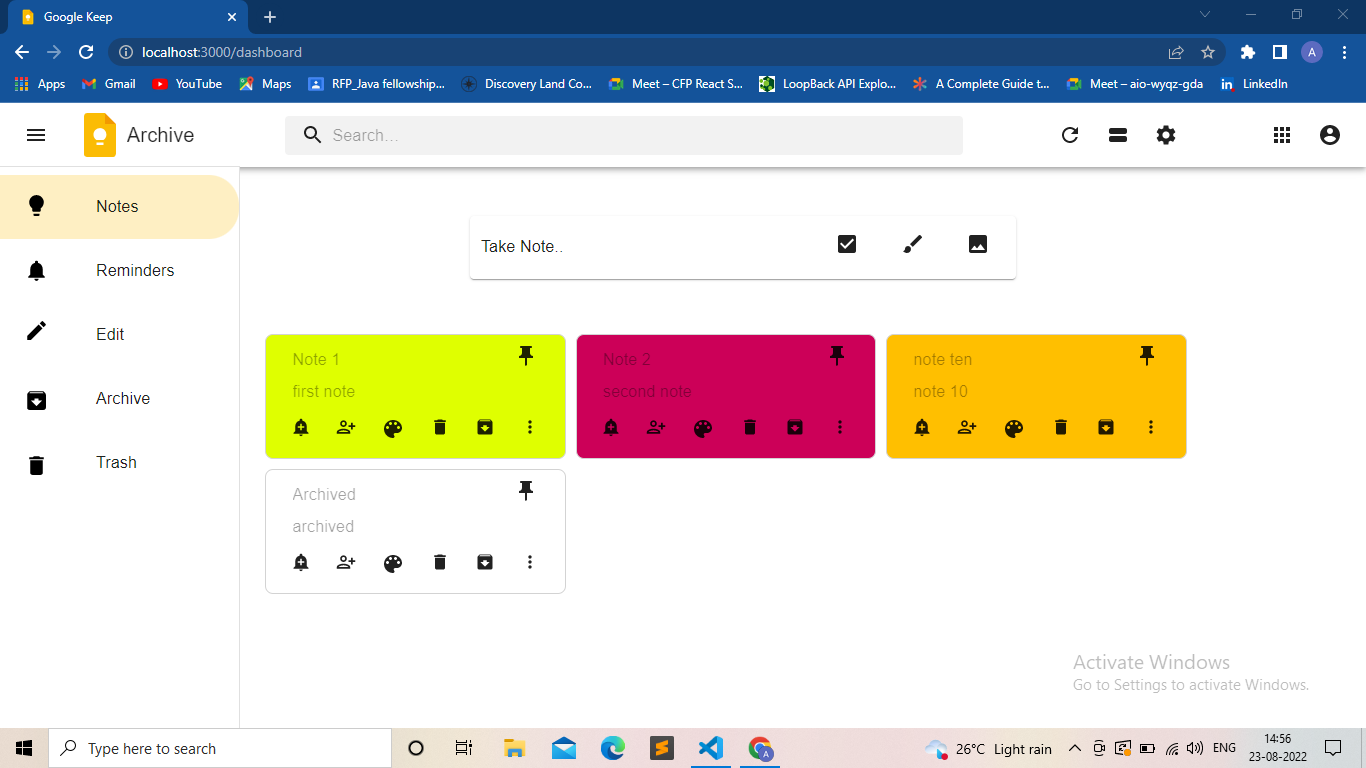 Google Keep
localhost:3000/dashboard
A
Apps Gmail YouTube Maps RFP_Java fellowship... Discovery Land Co... Meet – CFP React S... LoopBack API Explo... A Complete Guide t... Meet – aio-wyqz-gda LinkedIn
Archive
Search...
Notes
Reminders
Edit
Archive
Trash
Take Note..
Note 1
first note
Note 2
second note
note ten
note 10
Archived
archived
Activate Windows
Go to Settings to activate Windows.
Type here to search
26°C Light rain
ENG
14:56
23-08-2022